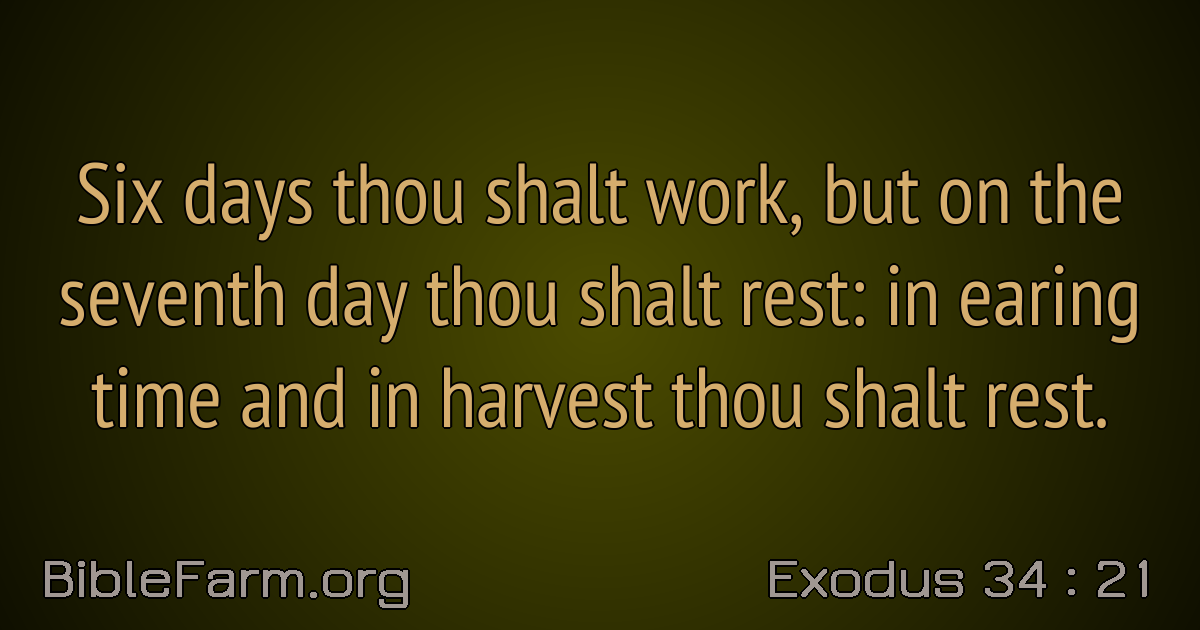 Six days thou shalt work, but on the
seventh day thou shalt rest: in earing
time and in harvest thou shalt rest.
BibleFarm.org
Exodus 34 : 21